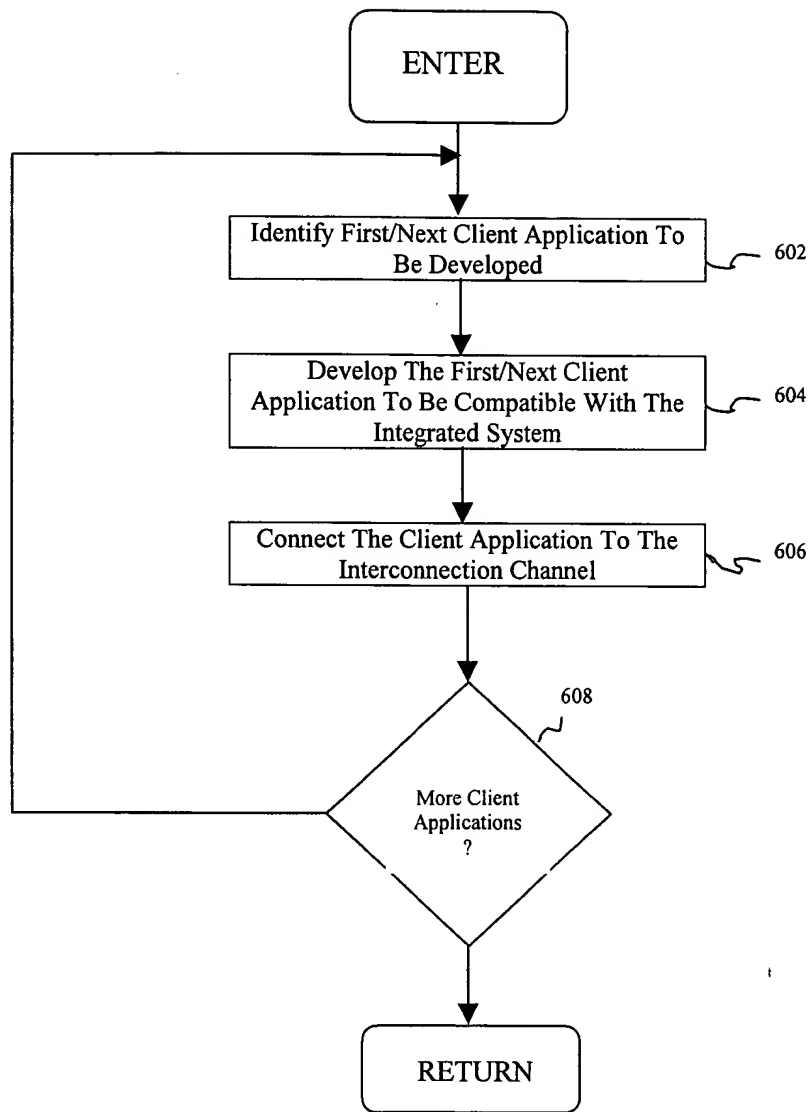 ENTER
Identify First/Next Client Application To
Be Developed
602
Develop The First/Next Client
Application To Be Compatible With The
Integrated System
604
Connect The Client Application To The
Interconnection Channel
606
608
More Client
Applications
?
RETURN